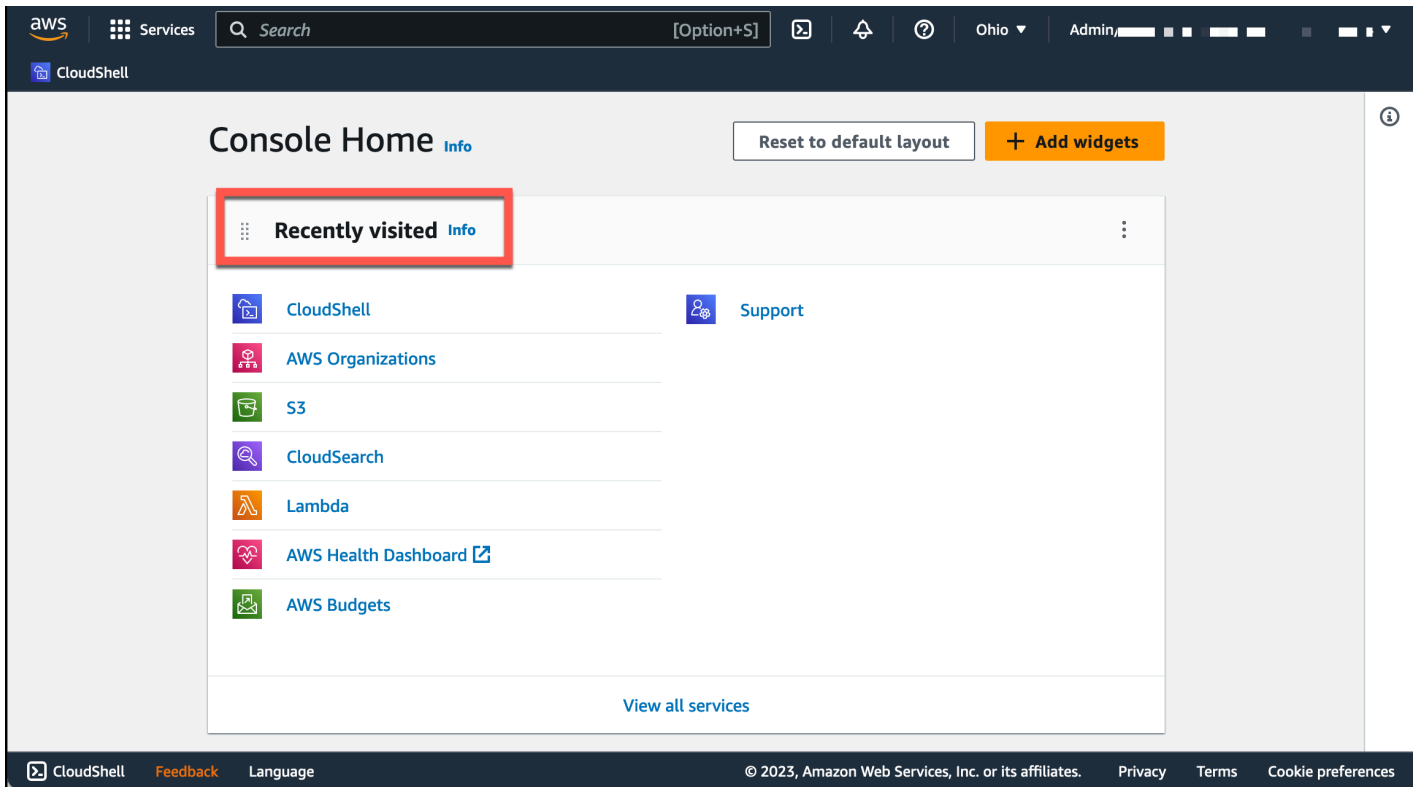 aws Services Search [Option+S] Ohio Admin/
CloudShell
Console Home Info Reset to default layout + Add widgets
Recently visited Info
CloudShell Support
AWS Organizations
S3
CloudSearch
Lambda
AWS Health Dashboard
AWS Budgets
View all services
CloudShell Feedback Language © 2023, Amazon Web Services, Inc. or its affiliates. Privacy Terms Cookie preferences